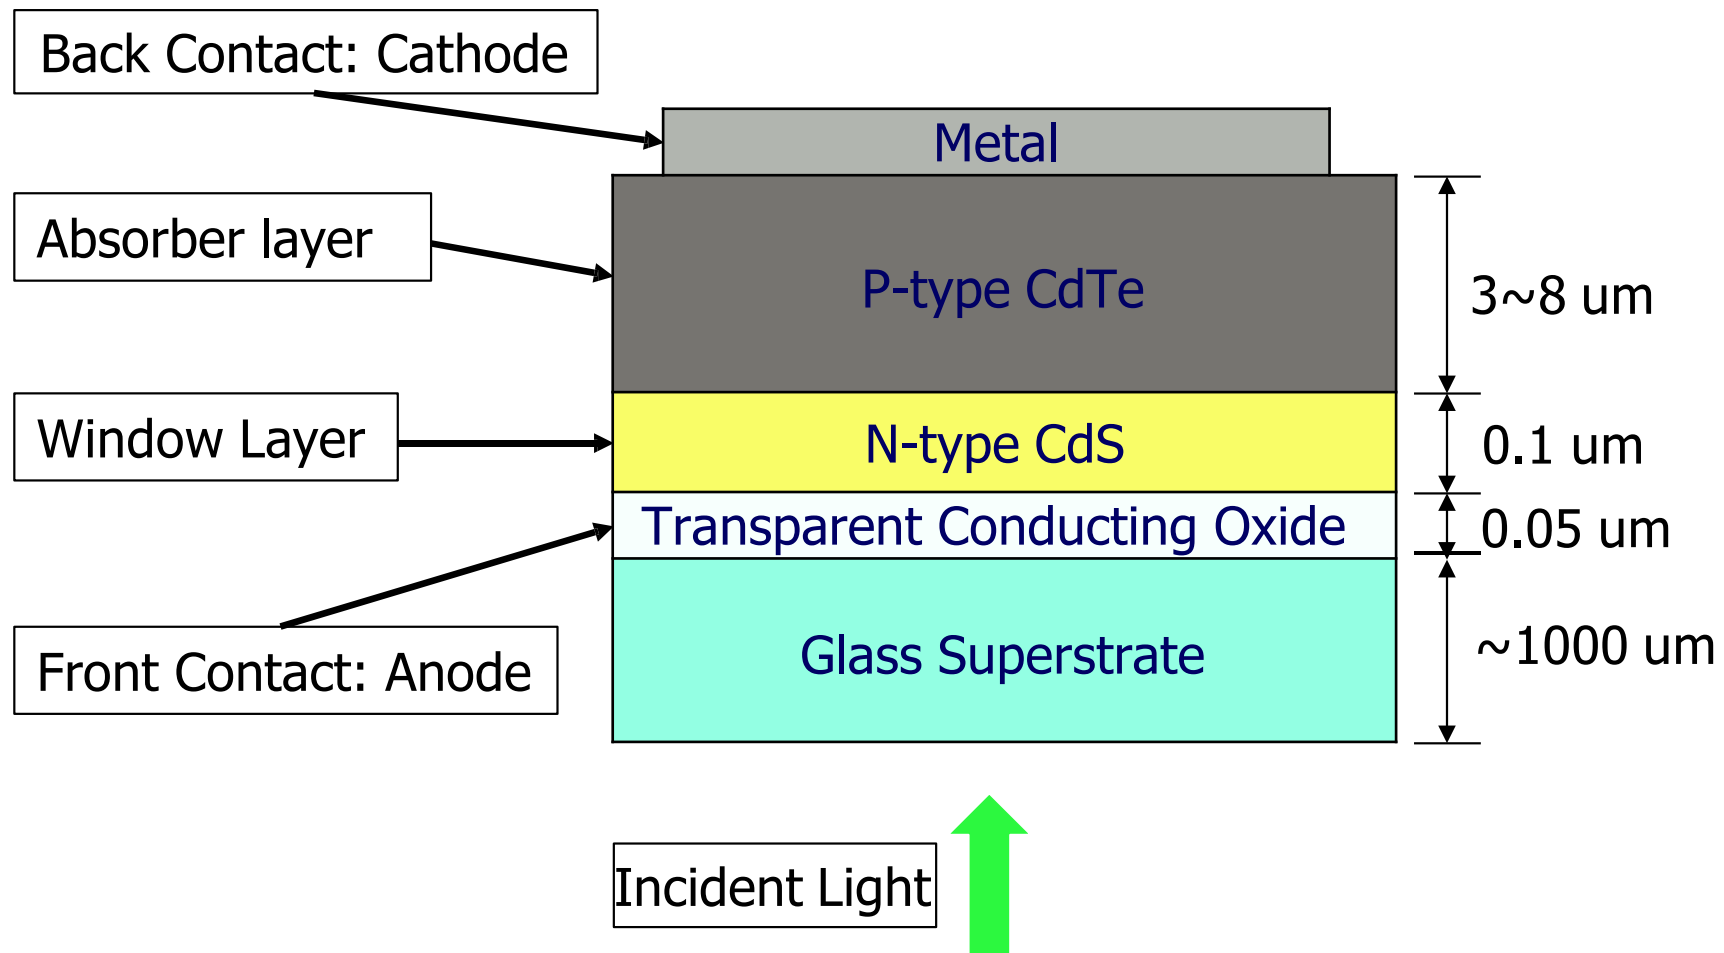 Back Contact: Cathode
Metal
Absorber layer
P-type CdTe
3~8 um
Window Layer
N-type CdS
0.1 um
Transparent Conducting Oxide
0.05 um
Front Contact: Anode
Glass Superstrate
~1000 um
Incident Light